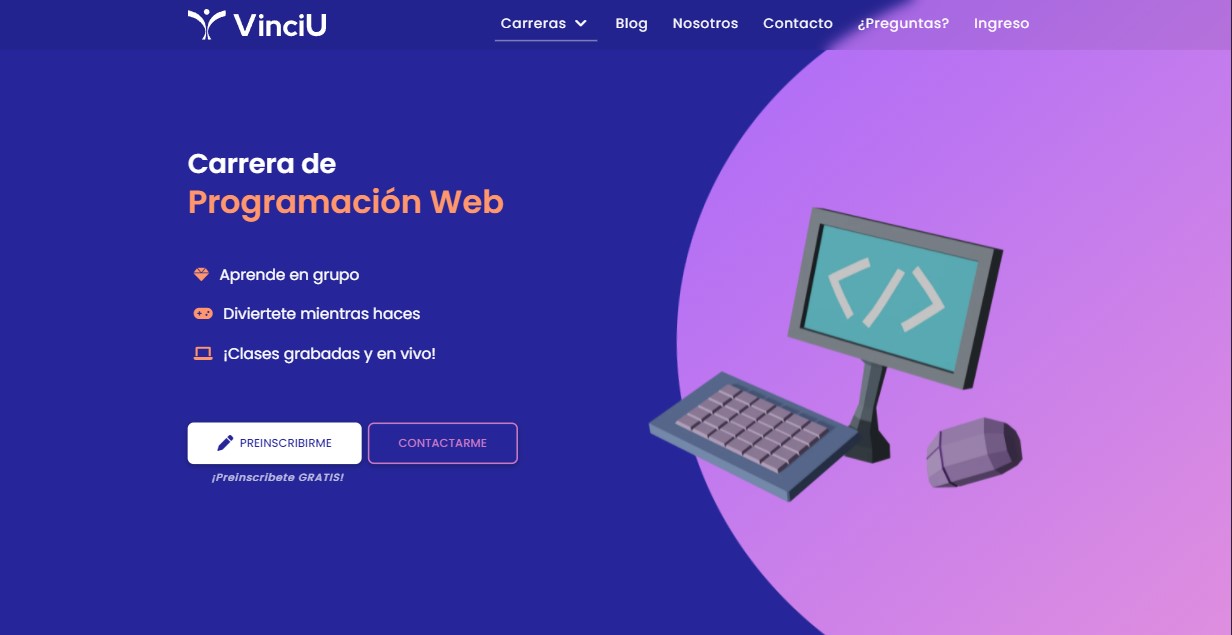 VinciU
Carreras Blog Nosotros Contacto ¿Preguntas? Ingreso
Carrera de
Programación Web
Aprende en grupo
Diviertete mientras haces
¡Clases grabadas y en vivo!
PREINSCRIBIRME CONTACTARME
¡Preinscribete GRATIS!